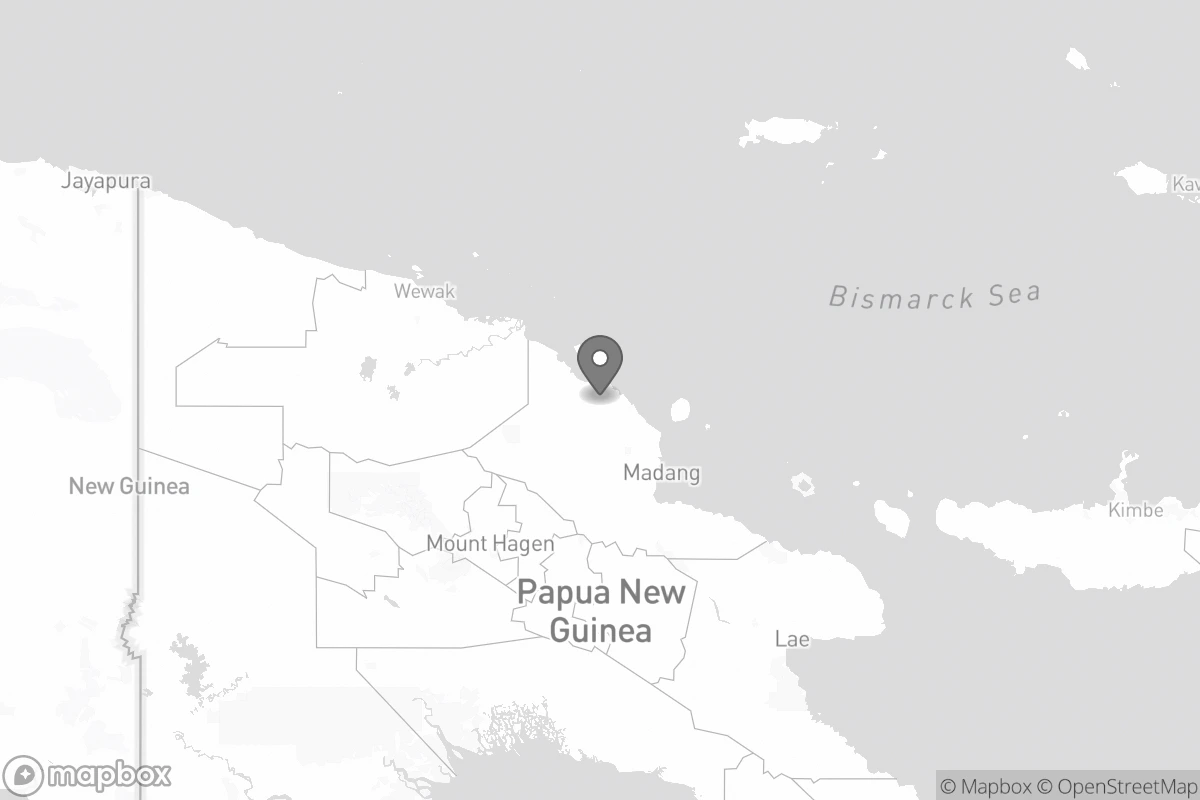 Jayapura
Kav
Wewak
Bismarck Sea
Madang
New Guinea
Kimbe
Mount Hagen
Papua New
Guinea
Lae
mapbox
© Mapbox © OpenStreetMap